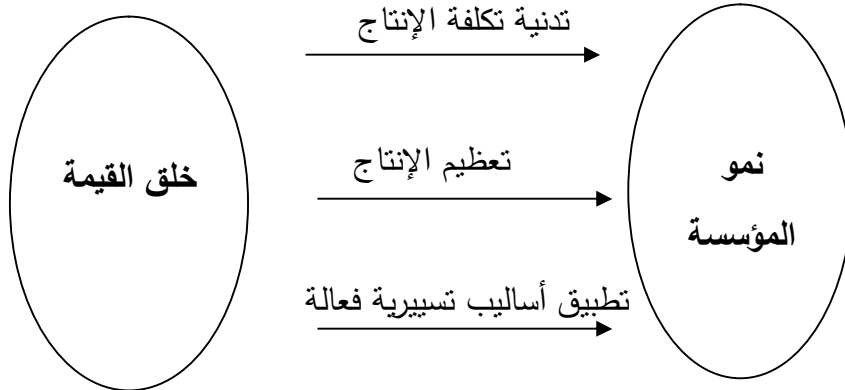 تدنية تكلفة الإنتاج
خلق القيمة
تعظيم الإنتاج
نمو
المؤسسة
تطبيق أساليب تسييرية فعالة